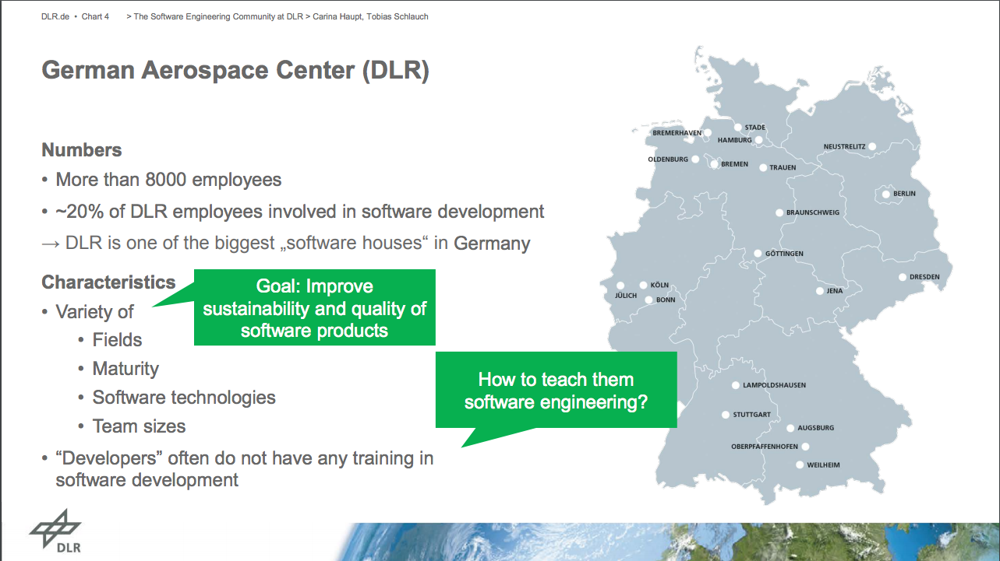 DLR.de • Chart 4 > The Software Engineering Community at DLR > Carina Haupt, Tobias Schlauch
German Aerospace Center (DLR)
Numbers
• More than 8000 employees
• ~20% of DLR employees involved in software development
→ DLR is one of the biggest „software houses“ in Germany
Characteristics
• Variety of
• Fields
• Maturity
• Software technologies
• Team sizes
• “Developers” often do not have any training in
software development
Goal: Improve
sustainability and quality of
software products
How to teach them
software engineering?
STADE
BREMERHAVEN
HAMBURG
NEUSTRELITZ
OLDENBURG
BREMEN
TRAUEN
BERLIN
BRAUNSCHWEIG
GÖTTINGEN
DRESDEN
KÖLN
JENA
JÜLICH
BONN
LAMPOLDSHAUSEN
STUTTGART
AUGSBURG
OBERPFAFFENHOFEN
WEILHEIM
DLR